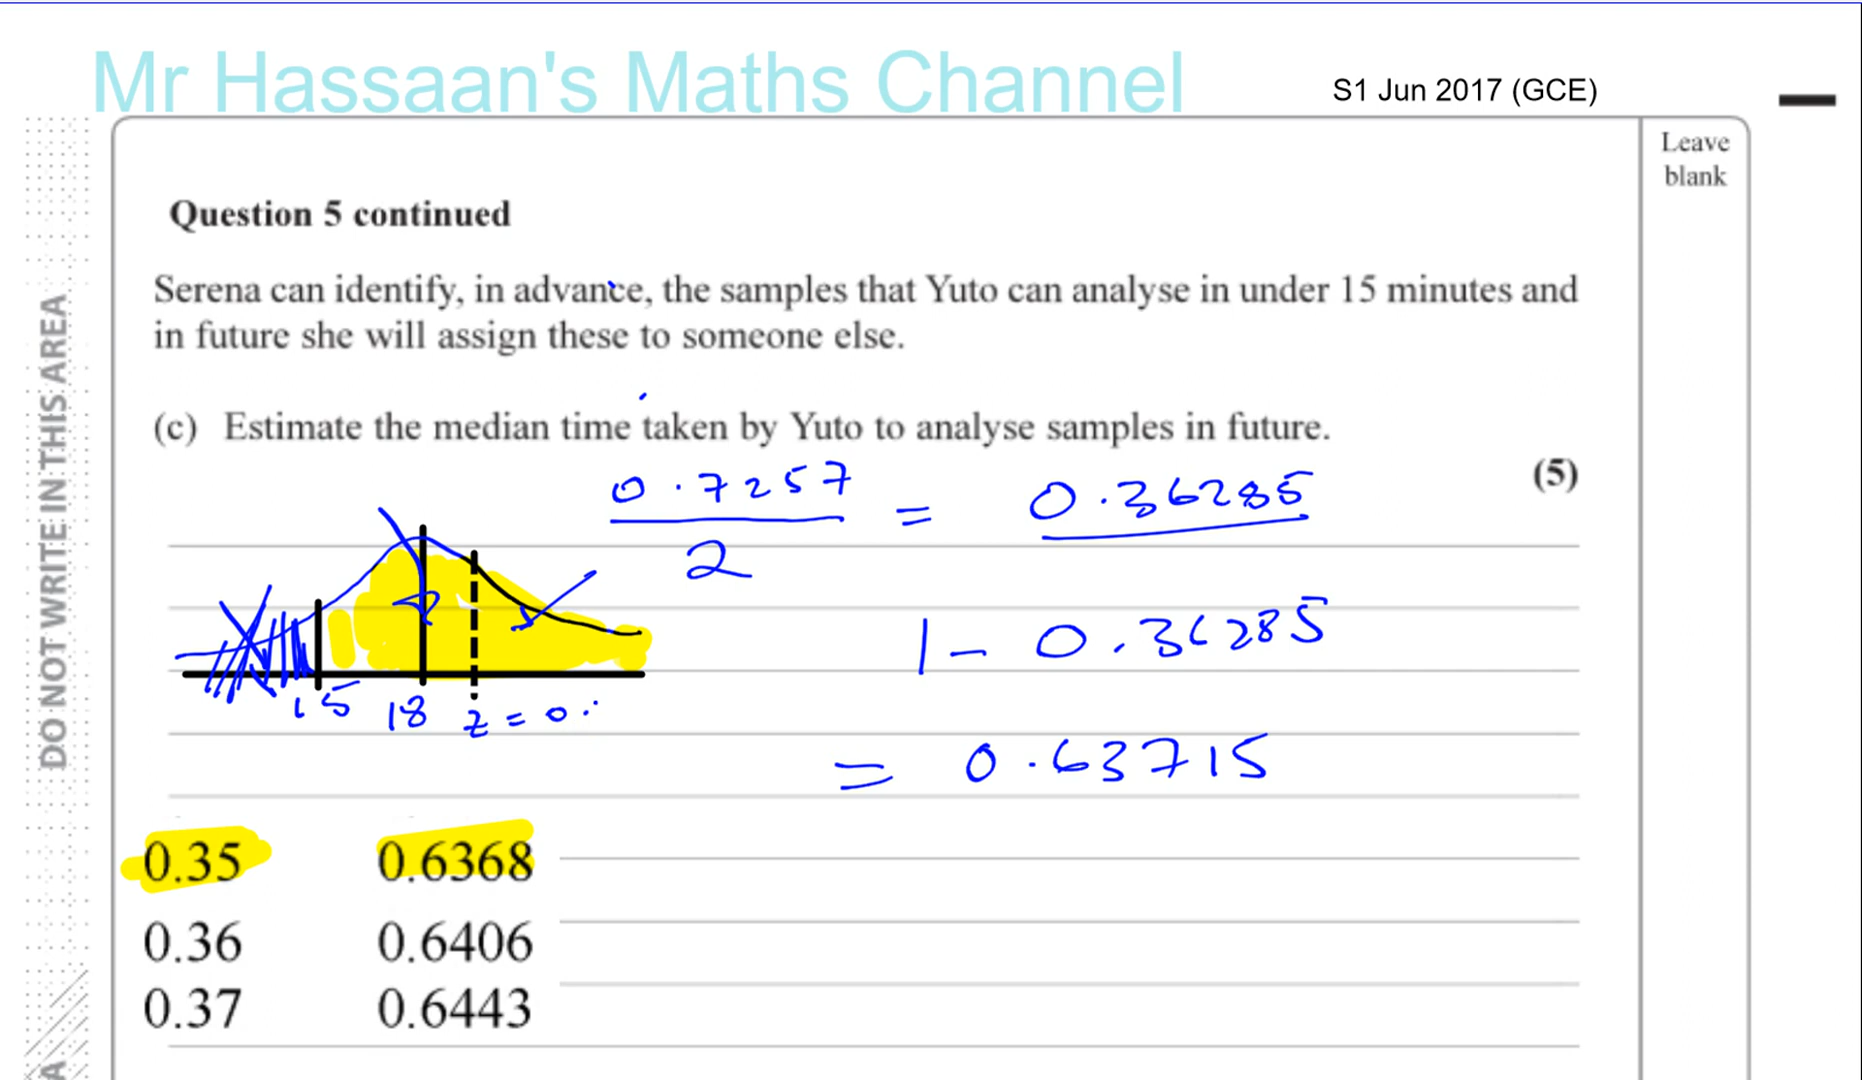 Mr Hassaan's Maths Channel
S1 Jun 2017 (GCE)
Leave
blank
Question 5 continued
Serena can identify, in advance, the samples that Yuto can analyse in under 15 minutes and
in future she will assign these to someone else.
(c) Estimate the median time taken by Yuto to analyse samples in future.
(5)
0.7257
2
= 0.36285
1 - 0.36285
= 0.63715
15 18 z = 0.
0.35 0.6368
0.36 0.6406
0.37 0.6443
DO NOT WRITE IN THIS AREA
A